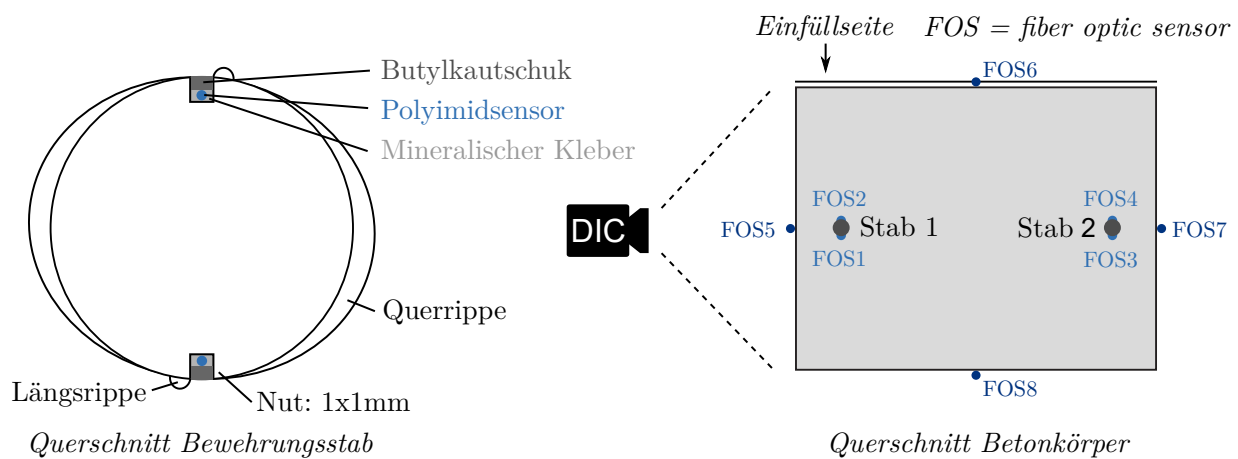 Butylkautschuk
Polyimidsensor
Mineralischer Kleber
Querrippe
Längsrippe
Nut: 1x1mm
Querschnitt Bewehrungsstab
Einfüllseite
FOS = fiber optic sensor
FOS6
DIC
FOS2
FOS4
FOS5
Stab 1
Stab 2
FOS7
FOS1
FOS3
FOS8
Querschnitt Betonkörper